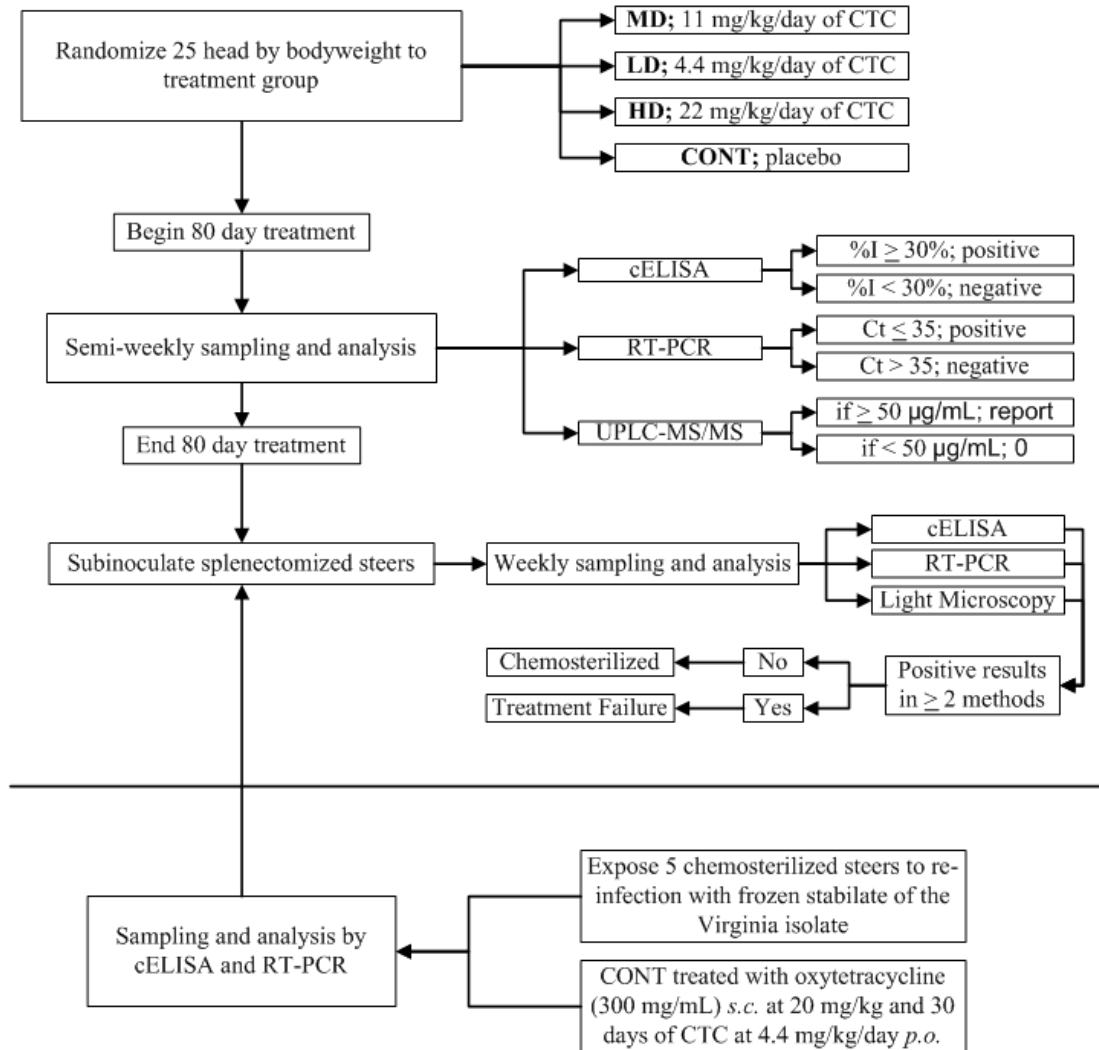 Randomize 25 head by bodyweight to
treatment group
MD; 11 mg/kg/day of CTC
LD; 4.4 mg/kg/day of CTC
HD; 22 mg/kg/day of CTC
CONT; placebo
Begin 80 day treatment
Semi-weekly sampling and analysis
cELISA
%I ≥ 30%; positive
%I < 30%; negative
RT-PCR
Ct ≤ 35; positive
Ct > 35; negative
UPLC-MS/MS
if ≥ 50 µg/mL; report
if < 50 µg/mL; 0
End 80 day treatment
Subinoculate splenectomized steers
Weekly sampling and analysis
cELISA
RT-PCR
Light Microscopy
Positive results
in ≥ 2 methods
No
Chemosterilized
Yes
Treatment Failure
Expose 5 chemosterilized steers to re-
infection with frozen stabilate of the
Virginia isolate
Sampling and analysis by
cELISA and RT-PCR
CONT treated with oxytetracycline
(300 mg/mL) s.c. at 20 mg/kg and 30
days of CTC at 4.4 mg/kg/day p.o.